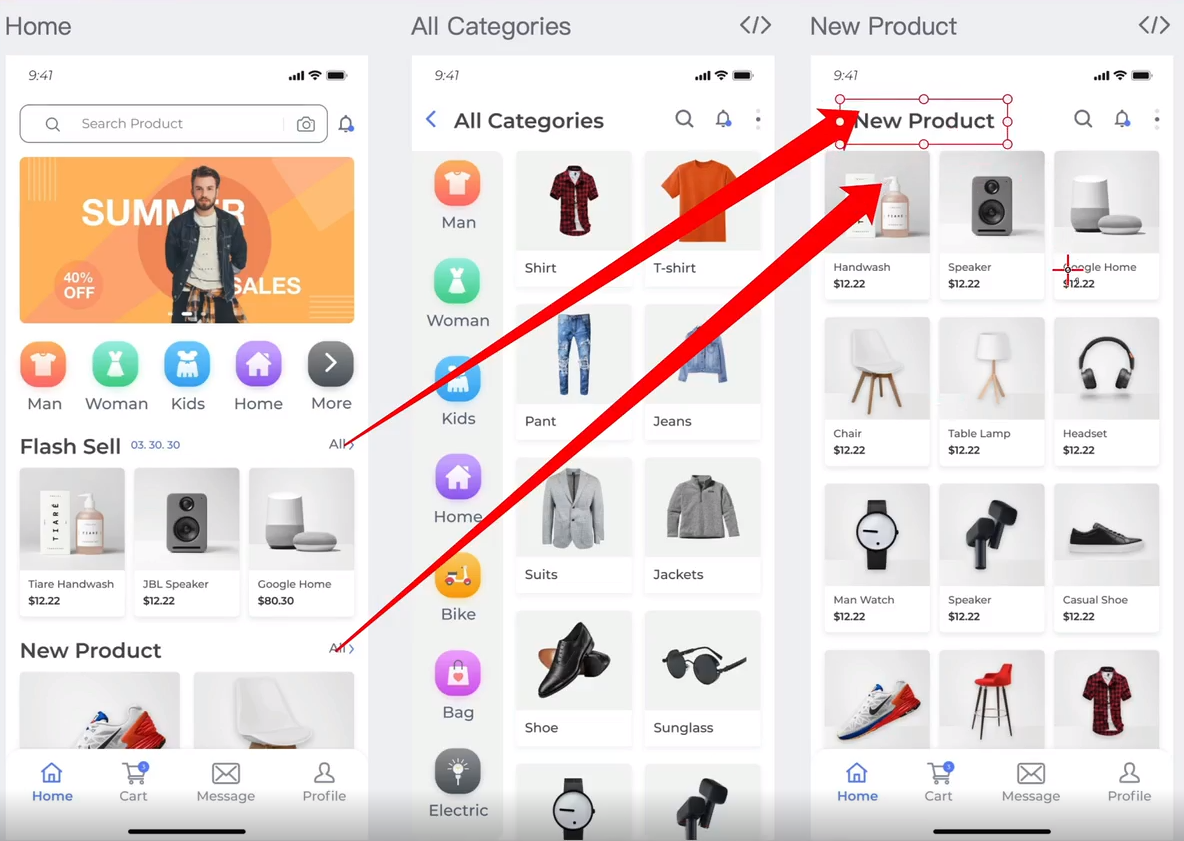 Home
9:41
Search Product
SUMMER
40%
OFF
SALES
Man
Woman
Kids
Home
More
Flash Sell
03. 30. 30
All
TIARÉ
Tiare Handwash
$12.22
JBL Speaker
$12.22
Google Home
$80.30
New Product
All
Home
3
Cart
Message
Profile
All Categories
</>
9:41
All Categories
Man
Woman
Kids
Home
Bike
Bag
Electric
Shirt
T-shirt
Pant
Jeans
Suits
Jackets
Shoe
Sunglass
New Product
</>
9:41
New Product
TIARÉ
Handwash
$12.22
Speaker
$12.22
Google Home
$12.22
Chair
$12.22
Table Lamp
$12.22
Headset
$12.22
Man Watch
$12.22
Speaker
$12.22
Casual Shoe
$12.22
Home
3
Cart
Message
Profile